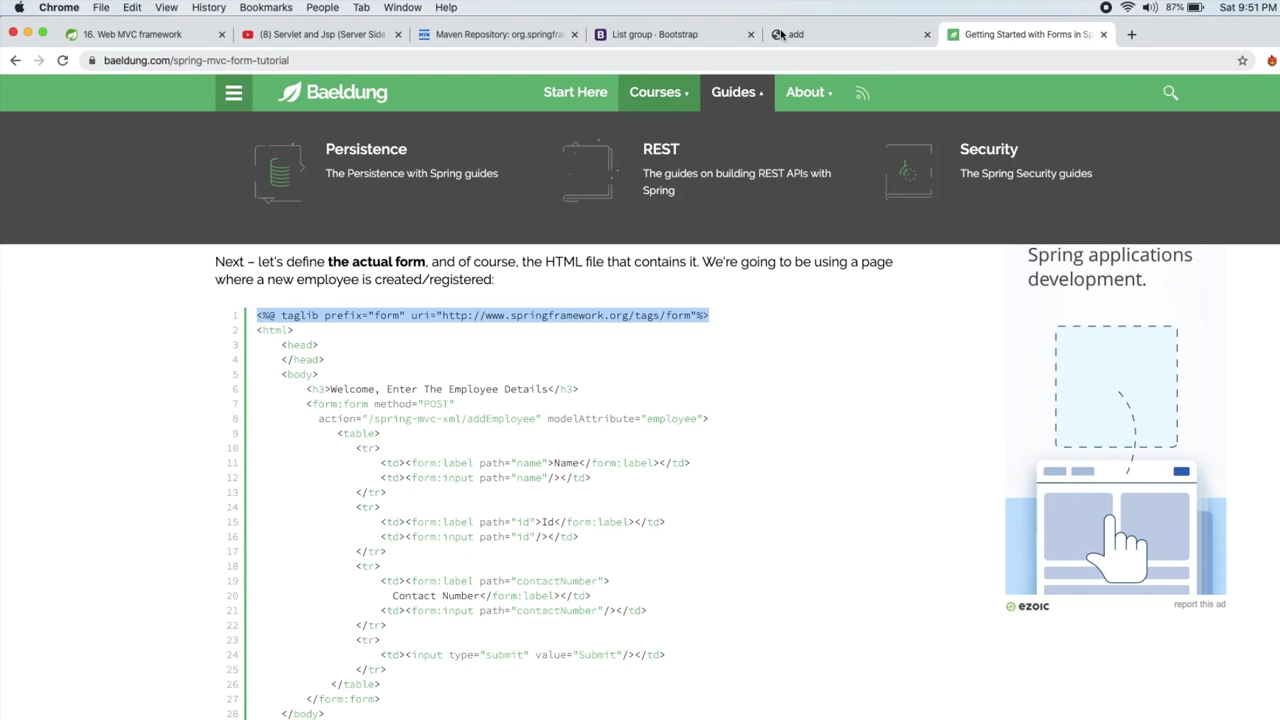 Chrome File Edit View History Bookmarks People Tab Window Help 87% Sat 9:51 PM
16. Web MVC framework × (8) Servlet and Jsp (Server Side × Maven Repository: org.springfra × List group · Bootstrap × add × Getting Started with Forms in Sp × +
baeldung.com/spring-mvc-form-tutorial
Baeldung Start Here Courses Guides About
Persistence
The Persistence with Spring guides
REST
The guides on building REST APIs with
Spring
Security
The Spring Security guides
Next – let's define the actual form, and of course, the HTML file that contains it. We're going to be using a page
where a new employee is created/registered:
1 <%@ taglib prefix="form" uri="http://www.springframework.org/tags/form"%>
2 <html>
3 <head>
4 </head>
5 <body>
6 <h3>Welcome, Enter The Employee Details</h3>
7 <form:form method="POST"
8 action="/spring-mvc-xml/addEmployee" modelAttribute="employee">
9 <table>
10 <tr>
11 <td><form:label path="name">Name</form:label></td>
12 <td><form:input path="name"/></td>
13 </tr>
14 <tr>
15 <td><form:label path="id">Id</form:label></td>
16 <td><form:input path="id"/></td>
17 </tr>
18 <tr>
19 <td><form:label path="contactNumber">
20 Contact Number</form:label></td>
21 <td><form:input path="contactNumber"/></td>
22 </tr>
23 <tr>
24 <td><input type="submit" value="Submit"/></td>
25 </tr>
26 </table>
27 </form:form>
28 </body>
Spring applications
development.
ezoic report this ad